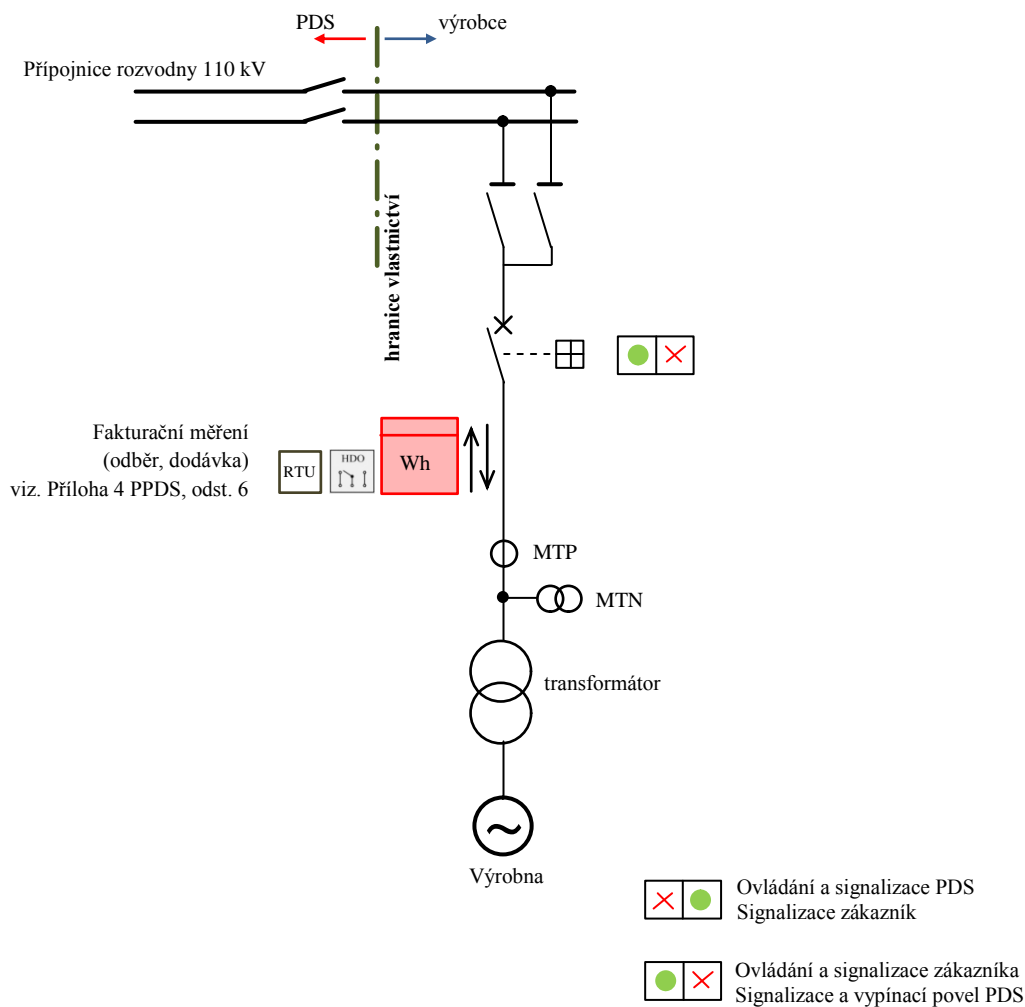 PDS
výrobce
Přípojnice rozvodny 110 kV
hranice vlastnictví
Fakturační měření
(odběr, dodávka)
viz. Příloha 4 PPDS, odst. 6
RTU
HDO
Wh
MTP
MTN
transformátor
Výrobna
Ovládání a signalizace PDS
Signalizace zákazník
Ovládání a signalizace zákazníka
Signalizace a vypínací povel PDS